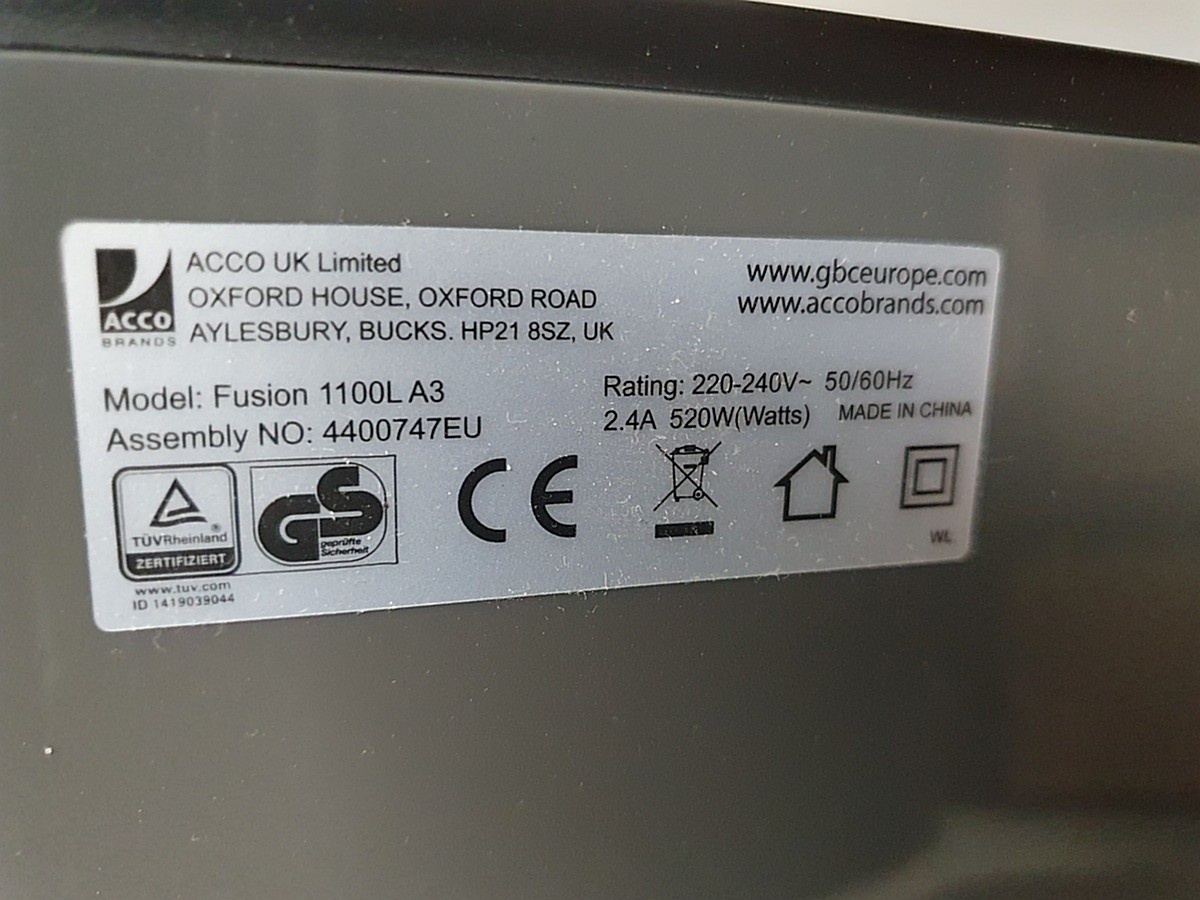 ACCO
BRANDS
ACCO UK Limited
OXFORD HOUSE, OXFORD ROAD
AYLESBURY, BUCKS. HP21 8SZ, UK
www.gbceurope.com
www.accobrands.com
Model: Fusion 1100L A3
Assembly NO: 4400747EU
Rating: 220-240V~ 50/60Hz
2.4A 520W(Watts) MADE IN CHINA
TÜVRheinland®
ZERTIFIZIERT
www.tuv.com
ID 1419039044
GS
geprüfte
Sicherheit
CE
WL